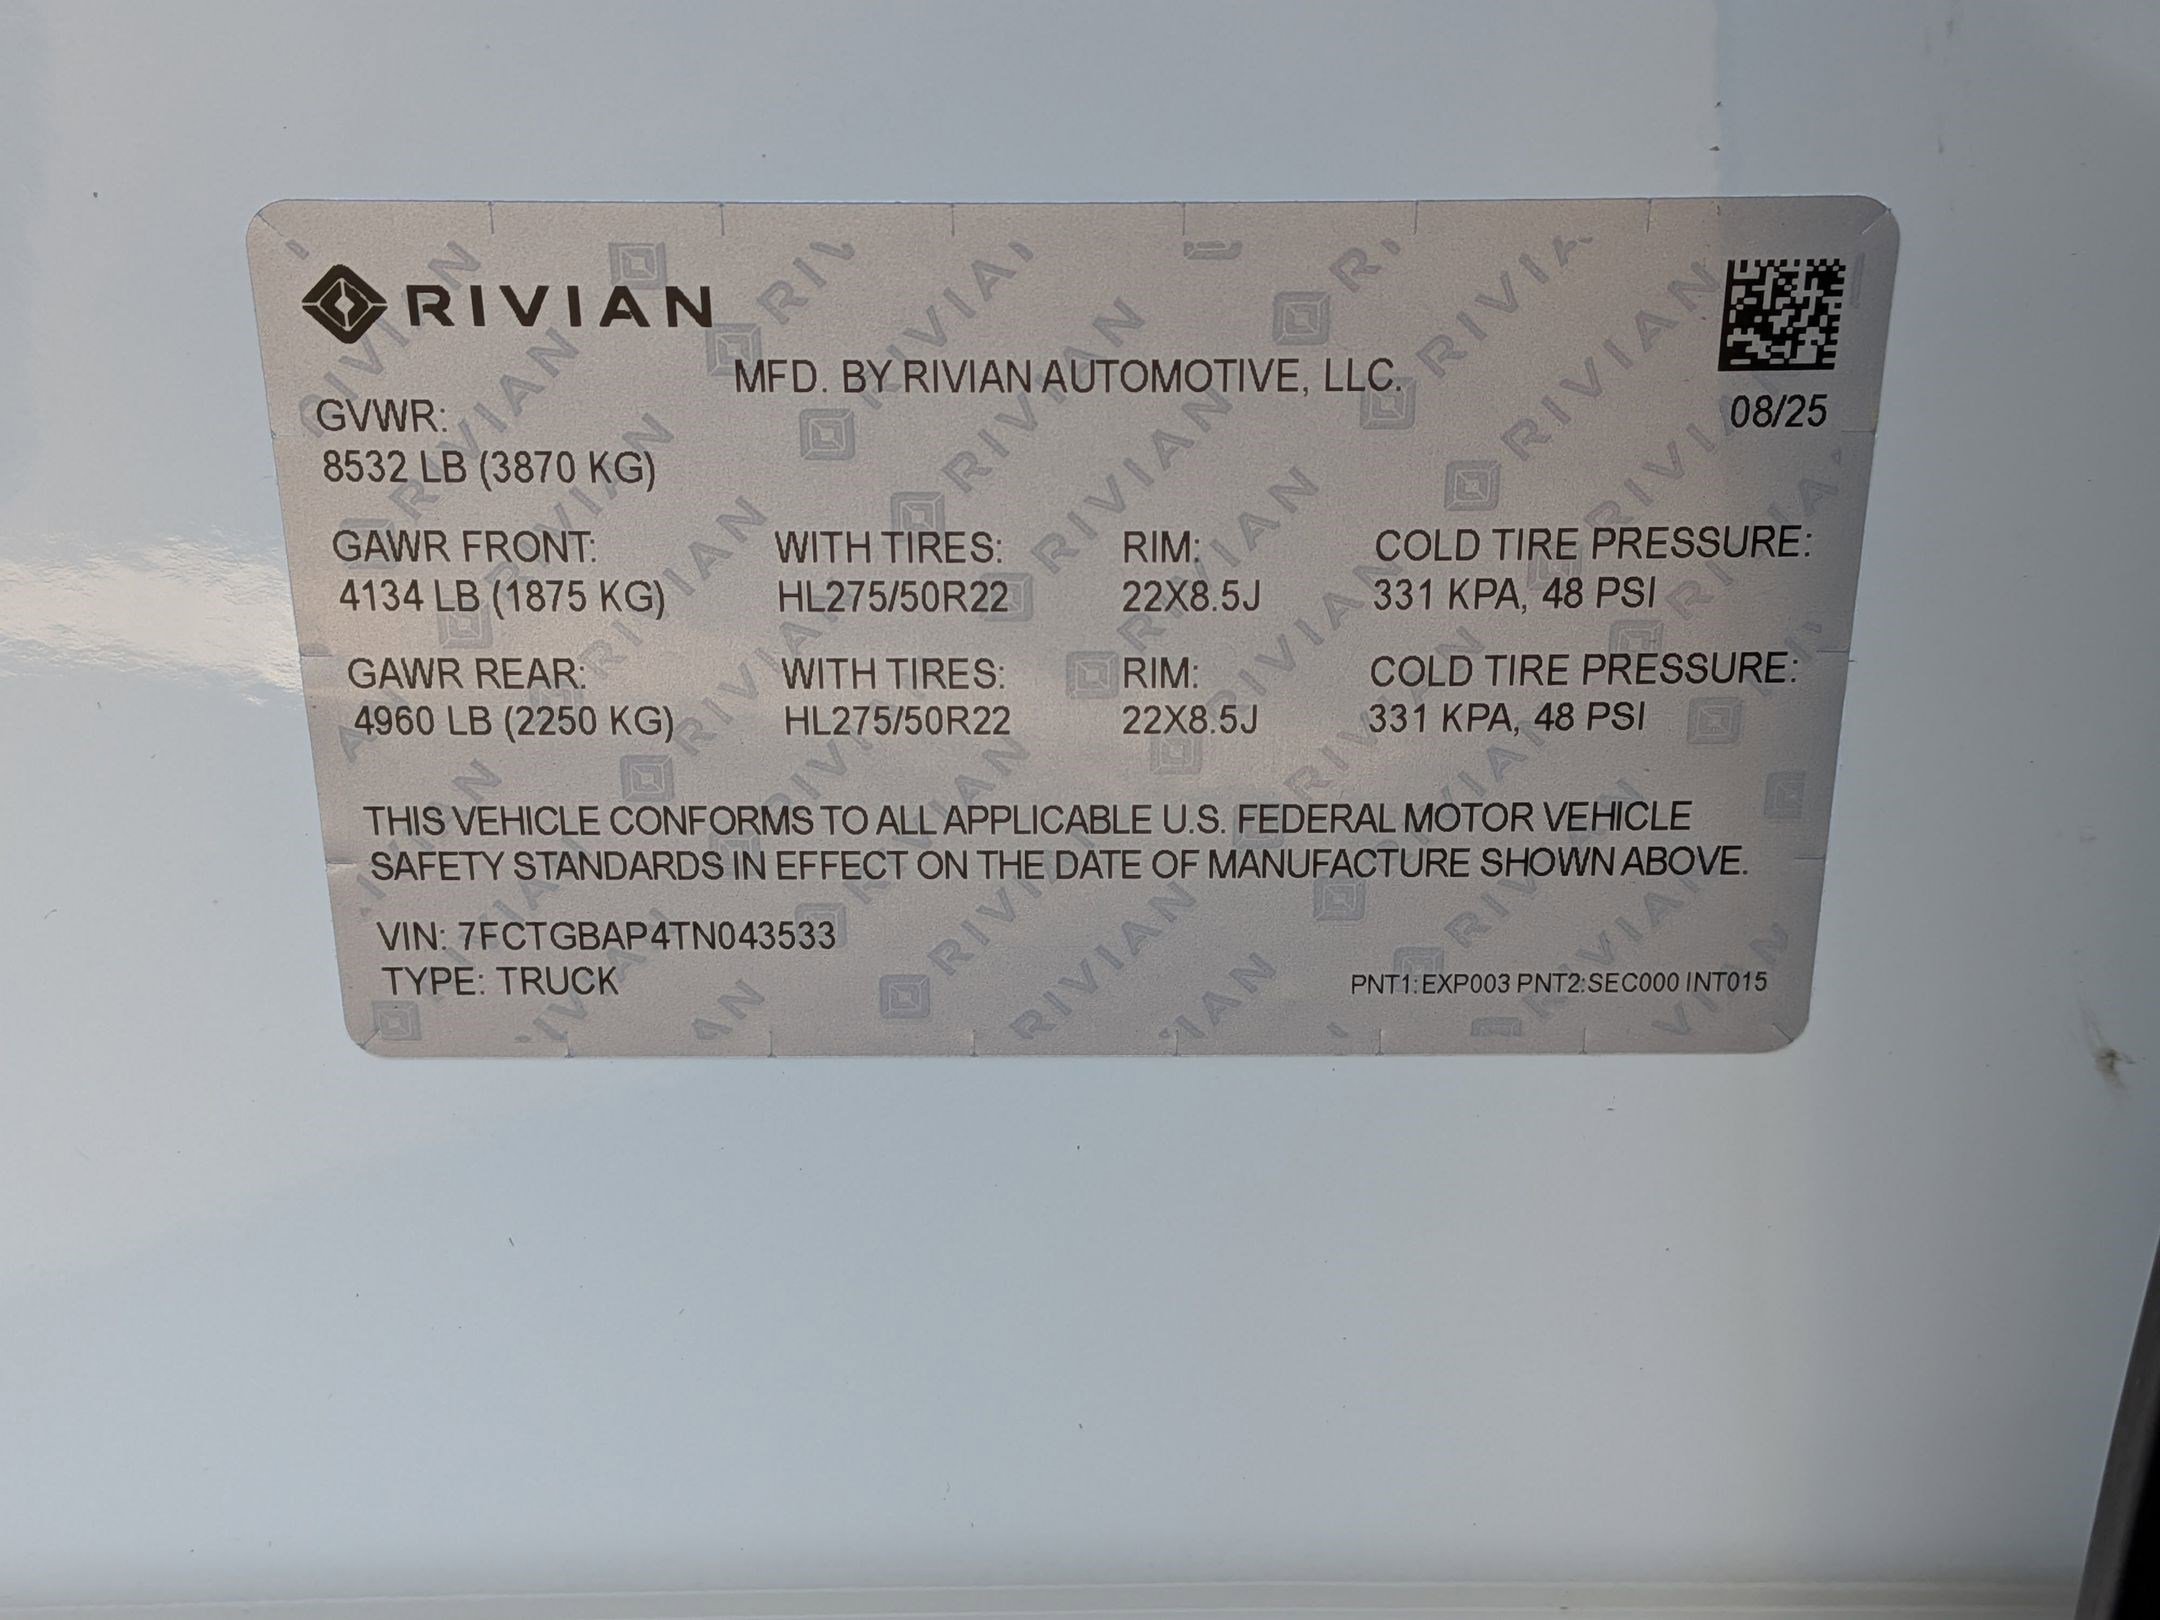 RIVIAN
MFD. BY RIVIAN AUTOMOTIVE, LLC.
08/25
GVWR:
8532 LB (3870 KG)
GAWR FRONT: WITH TIRES: RIM: COLD TIRE PRESSURE:
4134 LB (1875 KG) HL275/50R22 22X8.5J 331 KPA, 48 PSI
GAWR REAR: WITH TIRES: RIM: COLD TIRE PRESSURE:
4960 LB (2250 KG) HL275/50R22 22X8.5J 331 KPA, 48 PSI
THIS VEHICLE CONFORMS TO ALL APPLICABLE U.S. FEDERAL MOTOR VEHICLE
SAFETY STANDARDS IN EFFECT ON THE DATE OF MANUFACTURE SHOWN ABOVE.
VIN: 7FCTGBAP4TN043533
TYPE: TRUCK
PNT1:EXP003 PNT2:SEC000 INT015